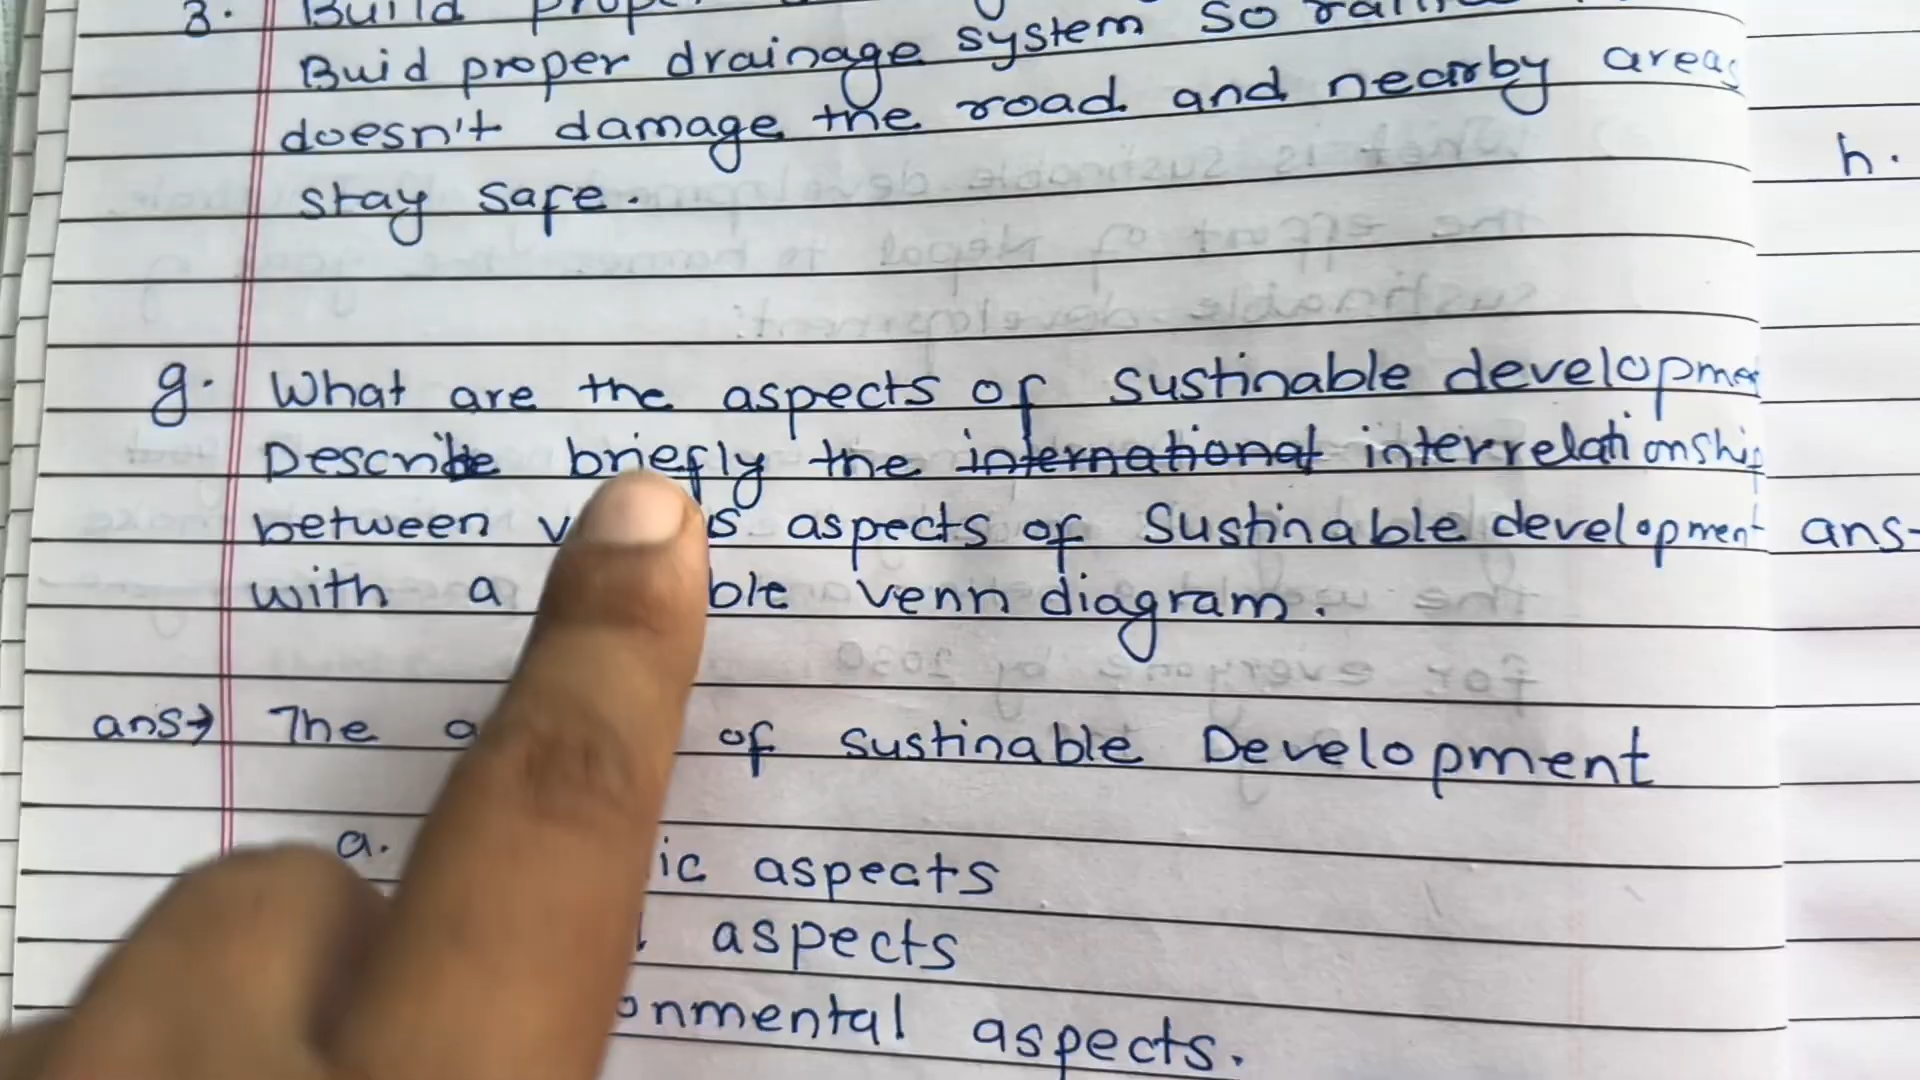 3. Build
Buid proper drainage system so
doesn't damage the road and nearby areas
stay safe.
h.
g. What are the aspects of Sustinable developme
Describe briefly the international interrelationship
between aspects of Sustinable development
with a venn diagram.
ans-
ans→ The of sustinable Development
a. aspects
aspects
aspects.